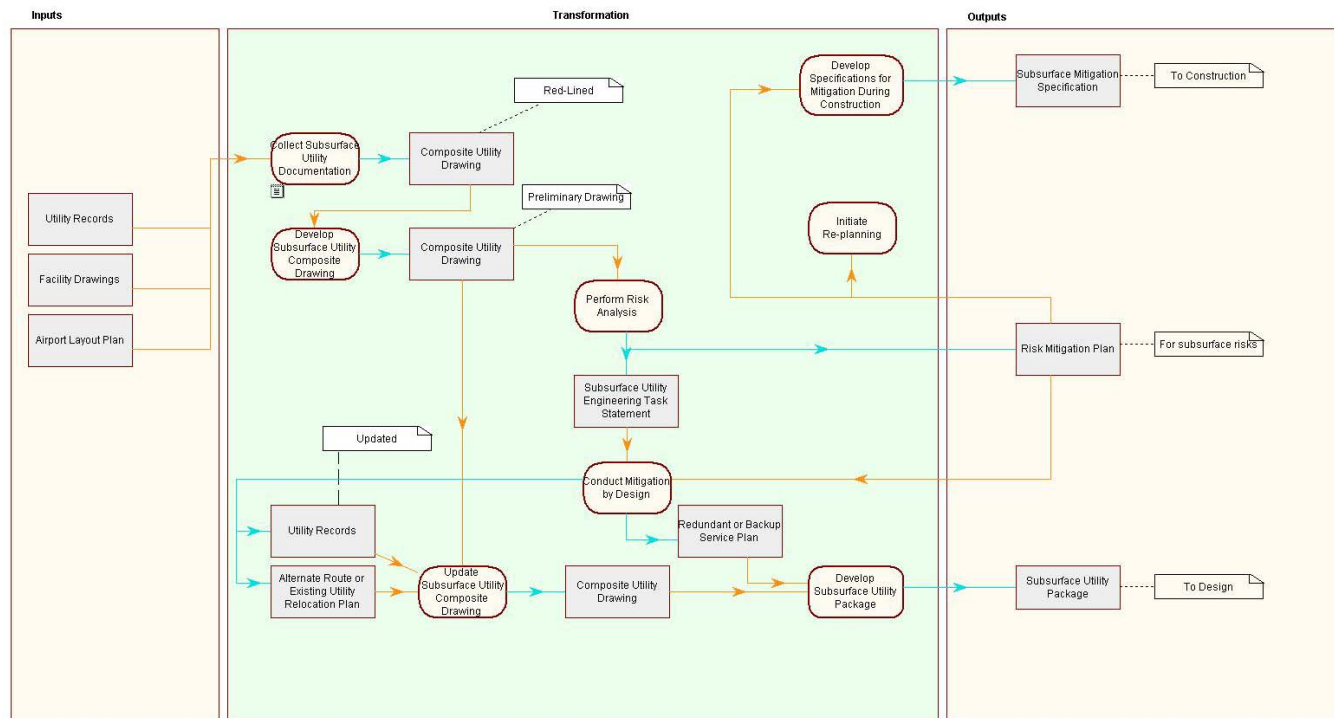 Inputs
Transformation
Outputs
Develop
Specifications for
Mitigation During
Construction
Subsurface Mitigation
Specification
To Construction
Red-Lined
Collect Subsurface
Utility
Documentation
Composite Utility
Drawing
Preliminary Drawing
Utility Records
Develop
Subsurface Utility
Composite
Drawing
Composite Utility
Drawing
Initiate
Re-planning
Facility Drawings
Perform Risk
Analysis
Airport Layout Plan
Risk Mitigation Plan
For subsurface risks
Subsurface Utility
Engineering Task
Statement
Updated
Conduct Mitigation
by Design
Utility Records
Redundant or Backup
Service Plan
Alternate Route or
Existing Utility
Relocation Plan
Update
Subsurface Utility
Composite
Drawing
Composite Utility
Drawing
Develop
Subsurface Utility
Package
Subsurface Utility
Package
To Design